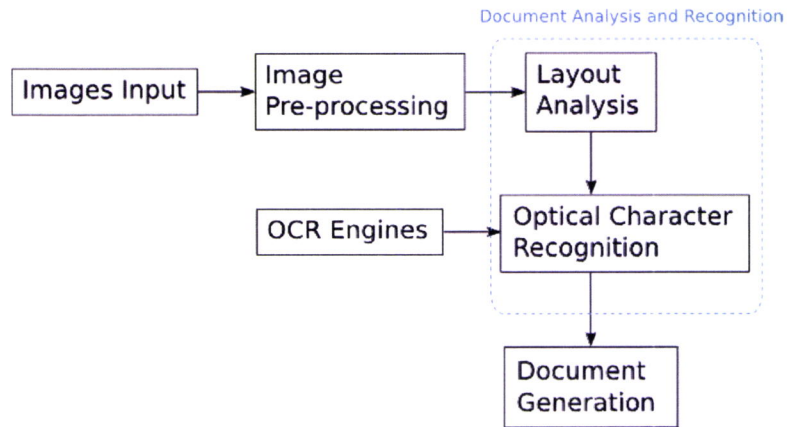 Document Analysis and Recognition
Images Input
Image
Pre-processing
Layout
Analysis
OCR Engines
Optical Character
Recognition
Document
Generation